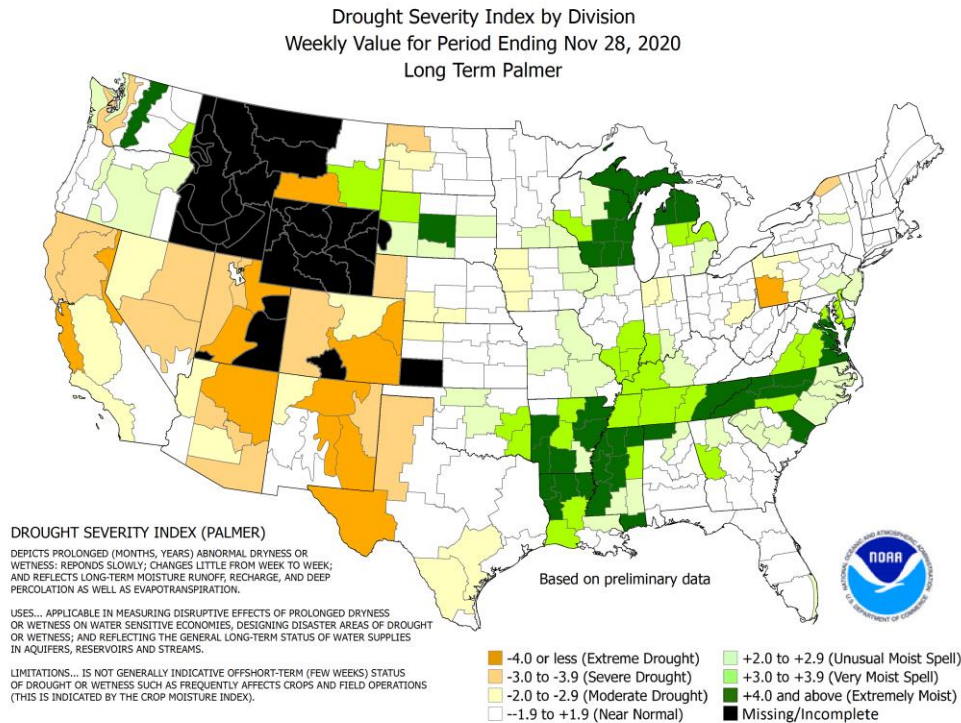 Drought Severity Index by Division
Weekly Value for Period Ending Nov 28, 2020
Long Term Palmer
DROUGHT SEVERITY INDEX (PALMER)
DEPICTS PROLONGED (MONTHS, YEARS) ABNORMAL DRYNESS OR
WETNESS: REPONDS SLOWLY; CHANGES LITTLE FROM WEEK TO WEEK;
AND REFLECTS LONG-TERM MOISTURE RUNOFF, RECHARGE, AND DEEP
PERCOLATION AS WELL AS EVAPOTRANSPIRATION.
USES... APPLICABLE IN MEASURING DISRUPTIVE EFFECTS OF PROLONGED DRYNESS
OR WETNESS ON WATER SENSITIVE ECONOMIES, DESIGNING DISASTER AREAS OF DROUGHT
OR WETNESS; AND REFLECTING THE GENERAL LONG-TERM STATUS OF WATER SUPPLIES
IN AQUIFERS, RESERVOIRS AND STREAMS.
LIMITATIONS... IS NOT GENERALLY INDICATIVE OFFSHORT-TERM (FEW WEEKS) STATUS
OF DROUGHT OR WETNESS SUCH AS FREQUENTLY AFFECTS CROPS AND FIELD OPERATIONS
(THIS IS INDICATED BY THE CROP MOISTURE INDEX).
Based on preliminary data
NATIONAL OCEANIC AND ATMOSPHERIC ADMINISTRATION
NOAA
U.S. DEPARTMENT OF COMMERCE
-4.0 or less (Extreme Drought)
-3.0 to -3.9 (Severe Drought)
-2.0 to -2.9 (Moderate Drought)
--1.9 to +1.9 (Near Normal)
+2.0 to +2.9 (Unusual Moist Spell)
+3.0 to +3.9 (Very Moist Spell)
+4.0 and above (Extremely Moist)
Missing/Incomplete